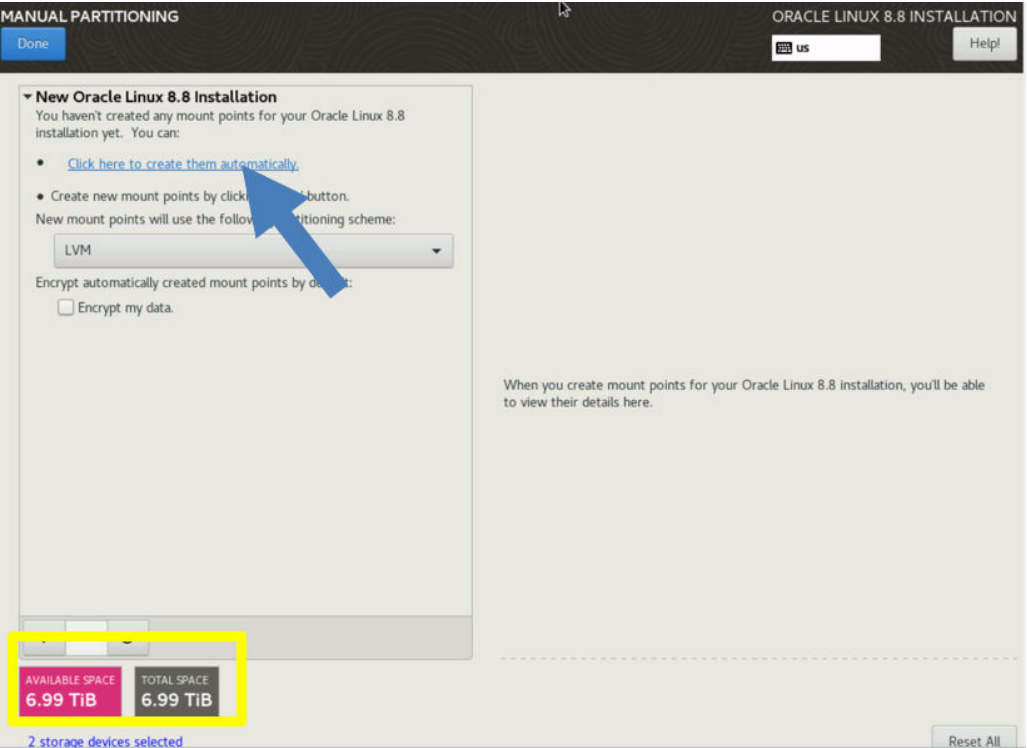 MANUAL PARTITIONING
ORACLE LINUX 8.8 INSTALLATION
Done
us
Help!
New Oracle Linux 8.8 Installation
You haven't created any mount points for your Oracle Linux 8.8
installation yet. You can:
Click here to create them automatically.
• Create new mount points by button.
New mount points will use the scheme:
LVM
Encrypt automatically created mount points by
Encrypt my data.
When you create mount points for your Oracle Linux 8.8 installation, you'll be able
to view their details here.
AVAILABLE SPACE
6.99 TiB
TOTAL SPACE
6.99 TiB
2 storage devices selected
Reset All